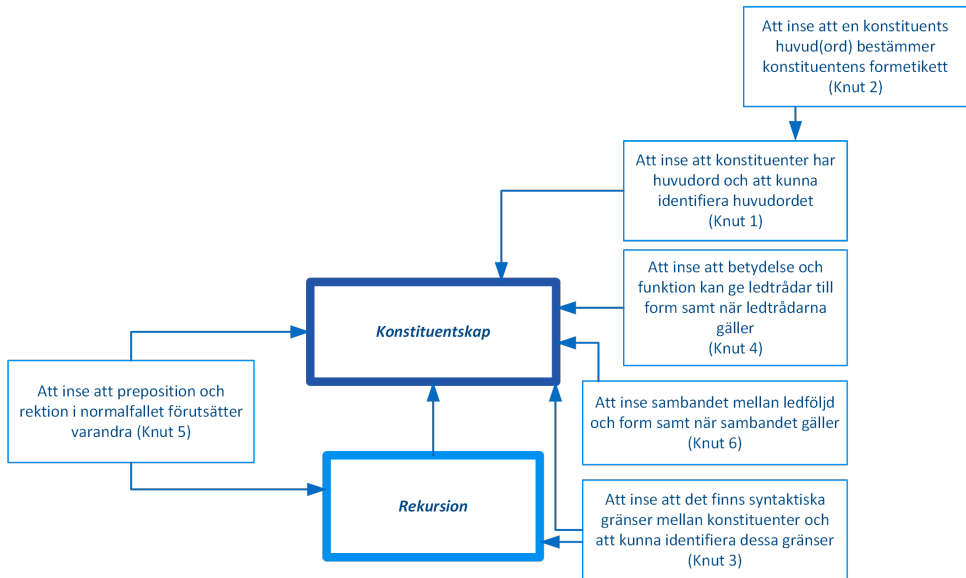 Att inse att en konstituents
huvud(ord) bestämmer
konstituentens formetikett
(Knut 2)
Att inse att konstituenter har
huvudord och att kunna
identifiera huvudordet
(Knut 1)
Att inse att betydelse och
funktion kan ge ledtrådar till
form samt när ledtrådarna
gäller
(Knut 4)
Konstituentskap
Att inse att preposition och
rektion i normalfallet förutsätter
varandra (Knut 5)
Att inse sambandet mellan ledföljd
och form samt när sambandet gäller
(Knut 6)
Rekursion
Att inse att det finns syntaktiska
gränser mellan konstituenter och
att kunna identifiera dessa gränser
(Knut 3)